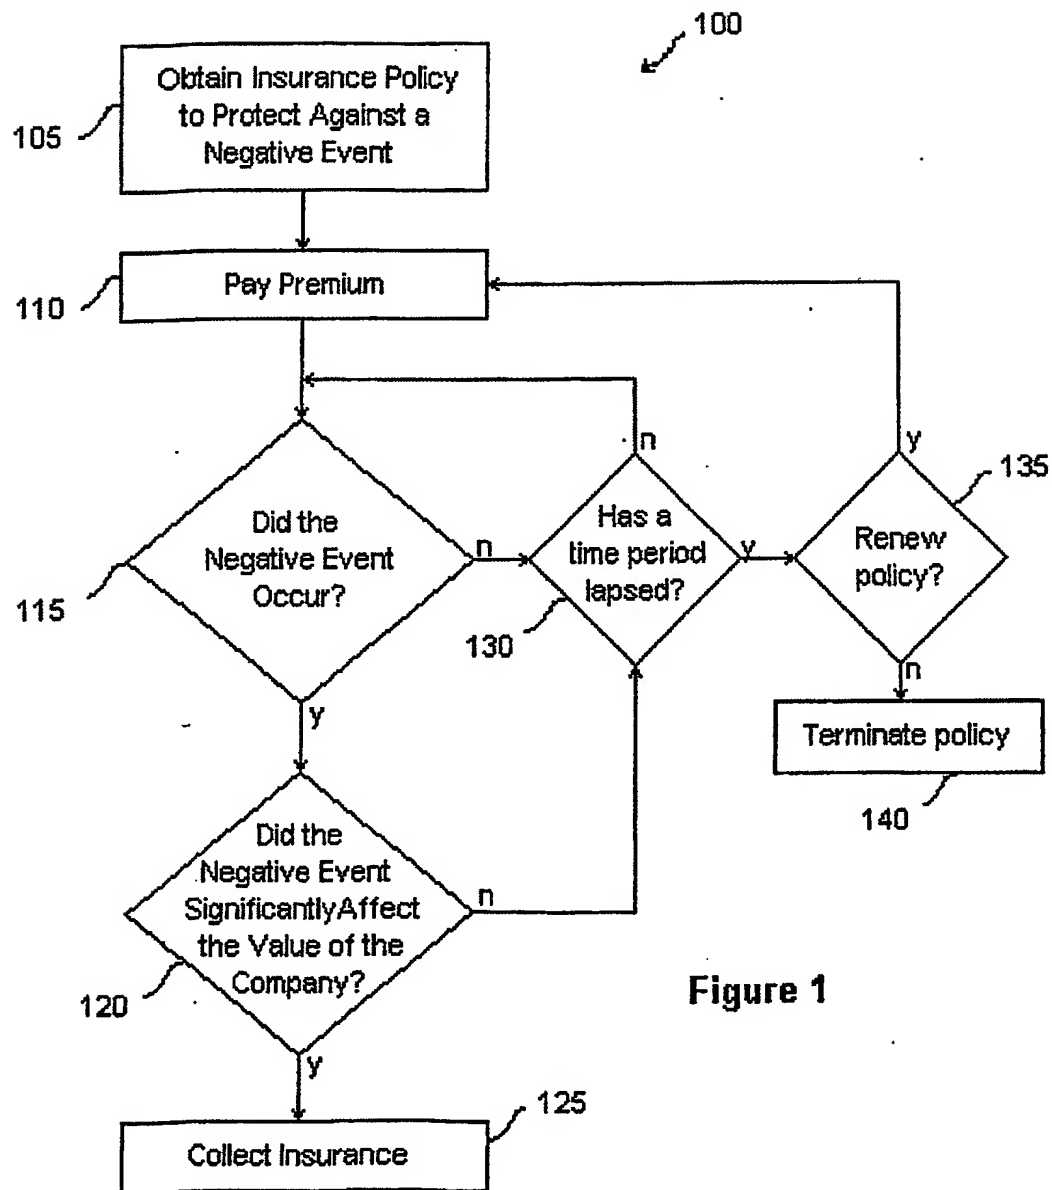 100
Obtain Insurance Policy
to Protect Against a
Negative Event
105
Pay Premium
110
n
y
135
Did the
Negative Event
Occur?
n
115
Has a
time period
lapsed?
y
130
Renew
policy?
n
y
Terminate policy
140
Did the
Negative Event
Significantly Affect
the Value of the
Company?
n
120
Figure 1
y
125
Collect Insurance